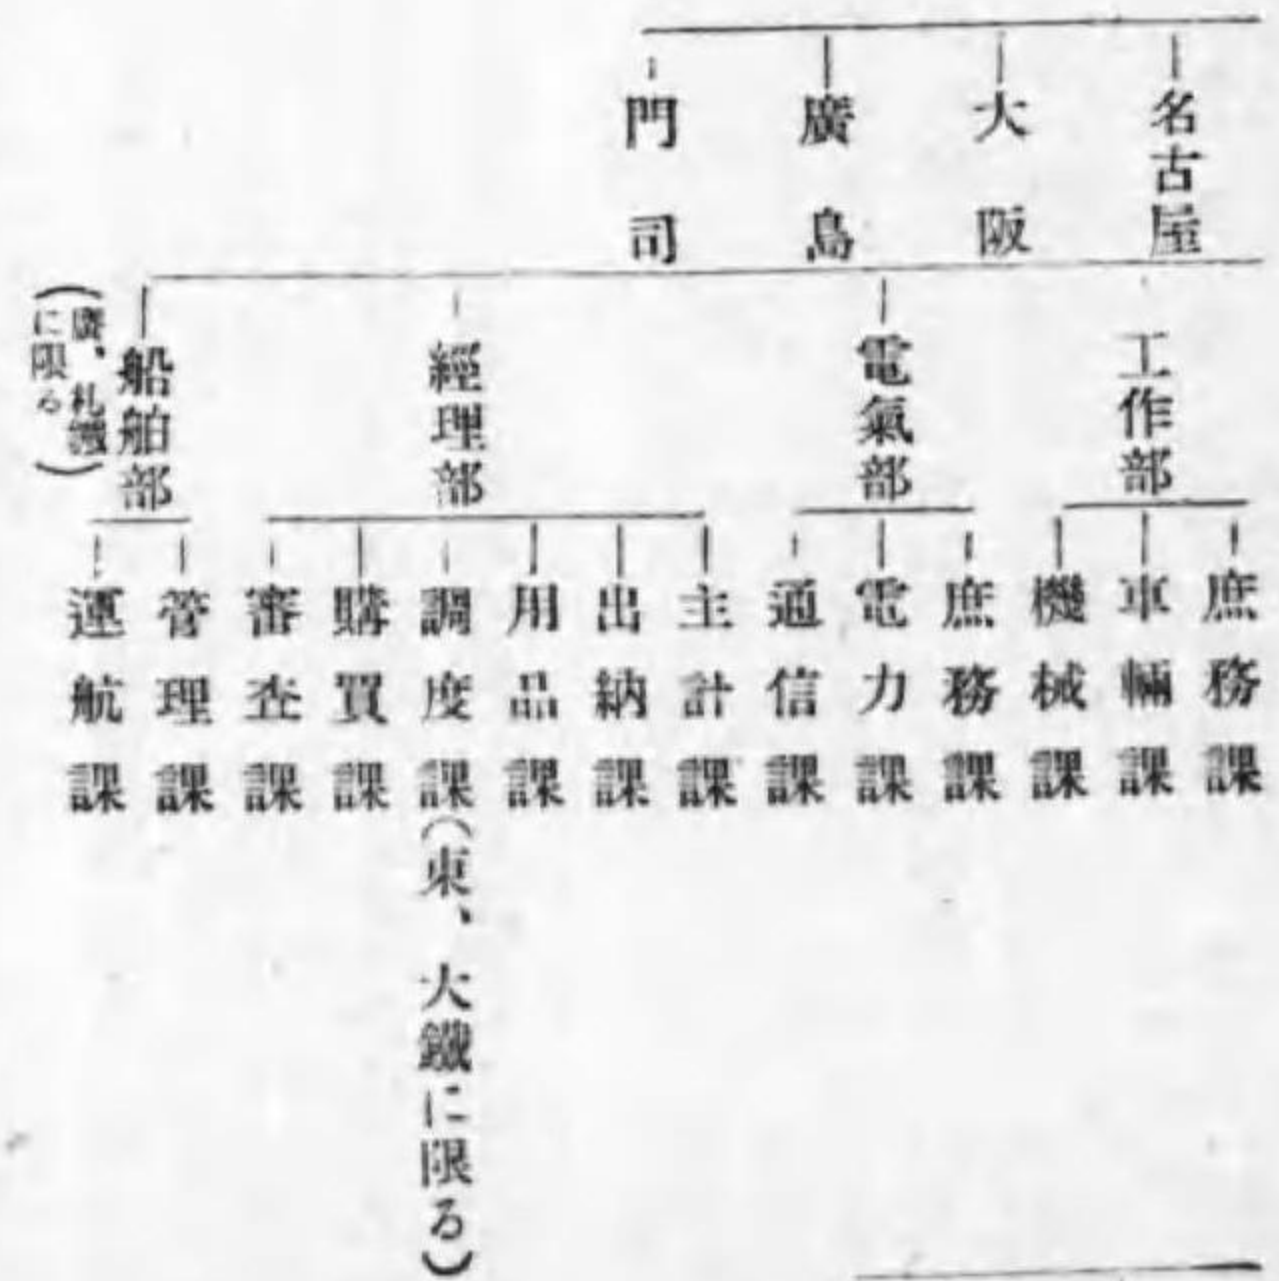 名古屋
大阪
廣島
門司
工作部
庶務課
車輛課
機械課
電氣部
庶務課
電力課
通信課
經理部
主計課
出納課
用品課
調度課（東、大鐵に限る）
購買課
審査課
船舶部
（廣、札鐵
に限る）
管理課
運航課